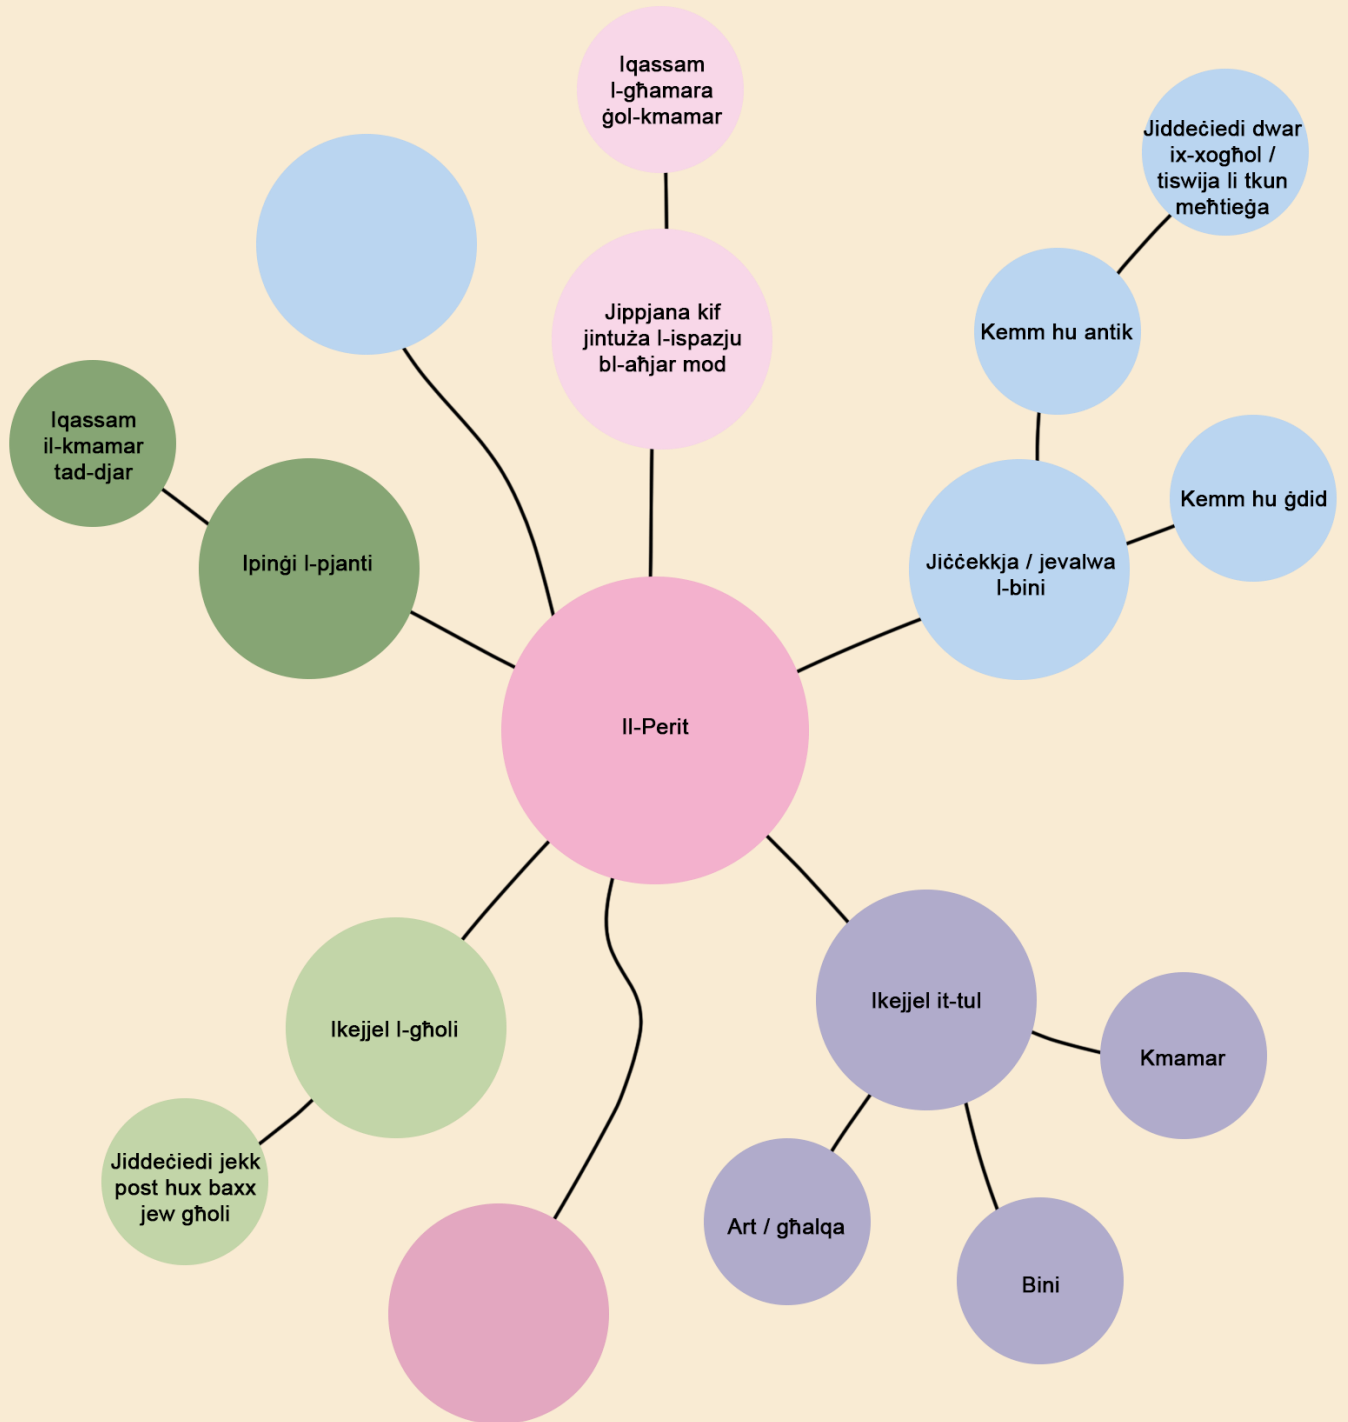 Iqassam
l-għamara
ġol-kmamar
Jiddeċiedi dwar
ix-xogħol /
tiswija li tkun
meħtieġa
Jippjana kif
jintuża l-ispazju
bl-aħjar mod
Kemm hu antik
Iqassam
il-kmamar
tad-djar
Kemm hu ġdid
Ipinġi l-pjanti
Jiċċekkja / jevalwa
l-bini
Il-Perit
Ikejjel l-għoli
Ikejjel it-tul
Kmamar
Jiddeċiedi jekk
post hux baxx
jew għoli
Art / għalqa
Bini